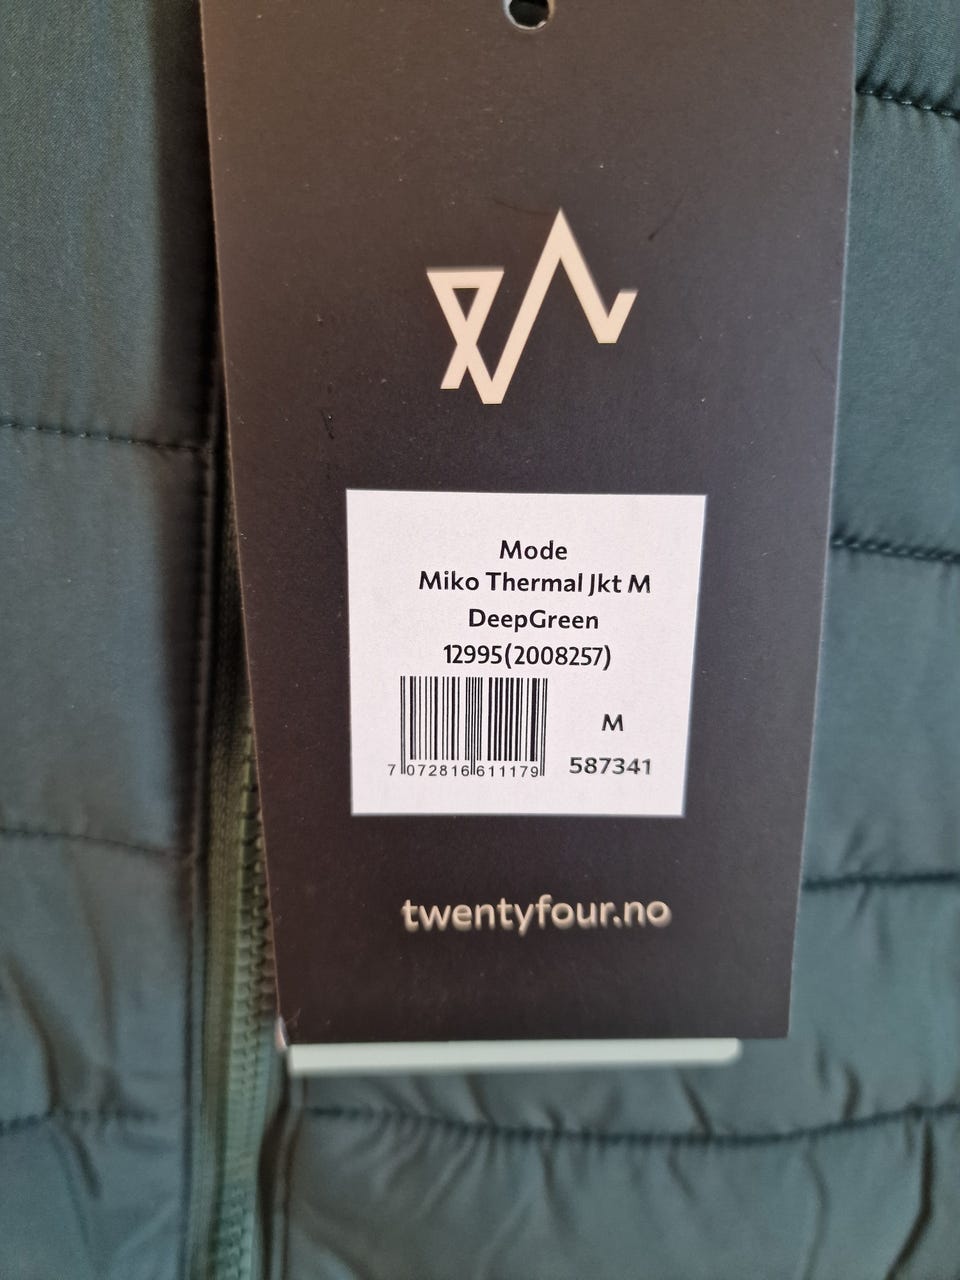 Mode
Miko Thermal Jkt M
DeepGreen
12995(2008257)
M
7 072816 611179
587341
twentyfour.no